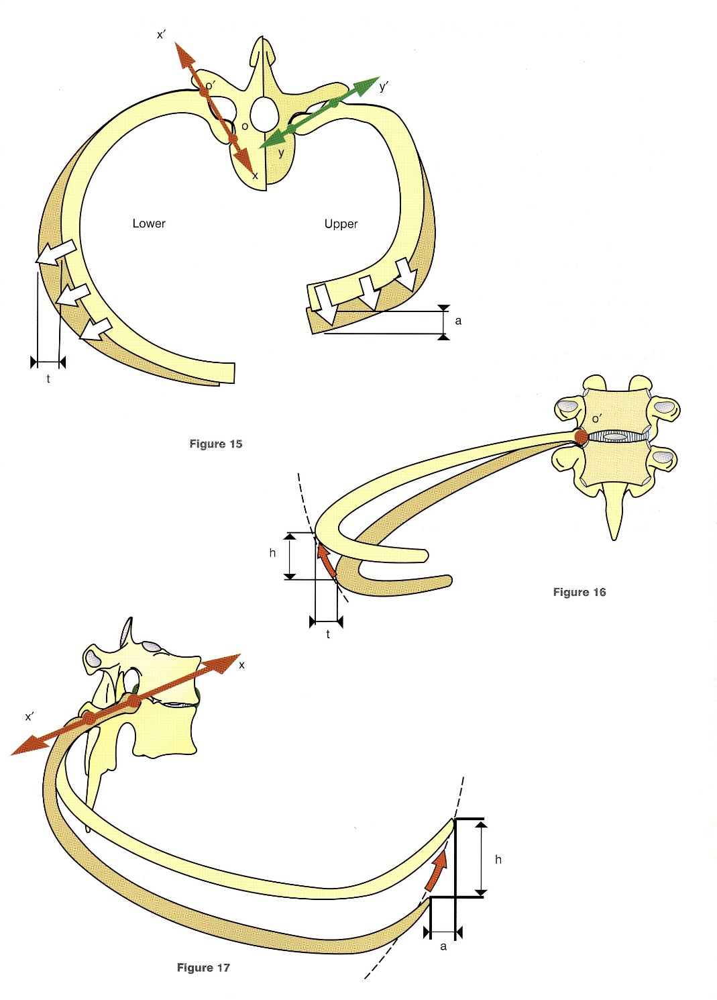 x′
o′
y′
o
y
x
Lower
Upper
a
t
Figure 15
o′
h
Figure 16
t
x
x′
h
a
Figure 17